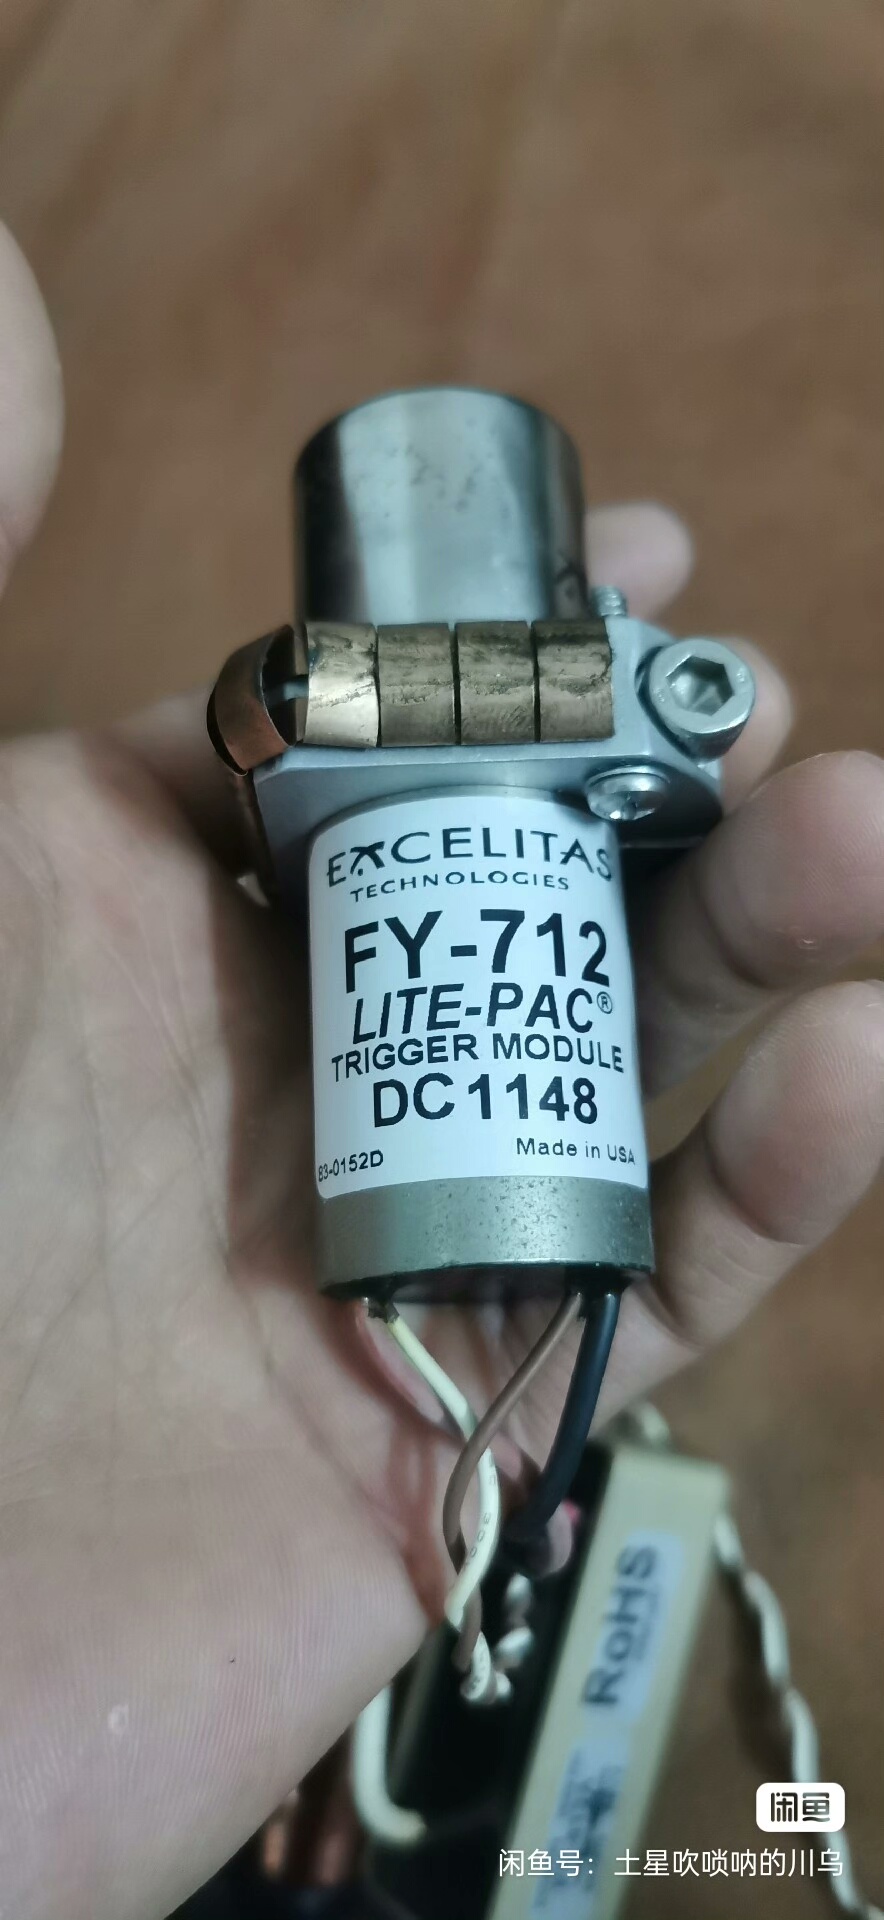 EXCELITAS
TECHNOLOGIES
FY-712
LITE-PAC®
TRIGGER MODULE
DC1148
83-0152D
Made in USA
RoHS
闲鱼
闲鱼号：土星吹唢呐的川乌